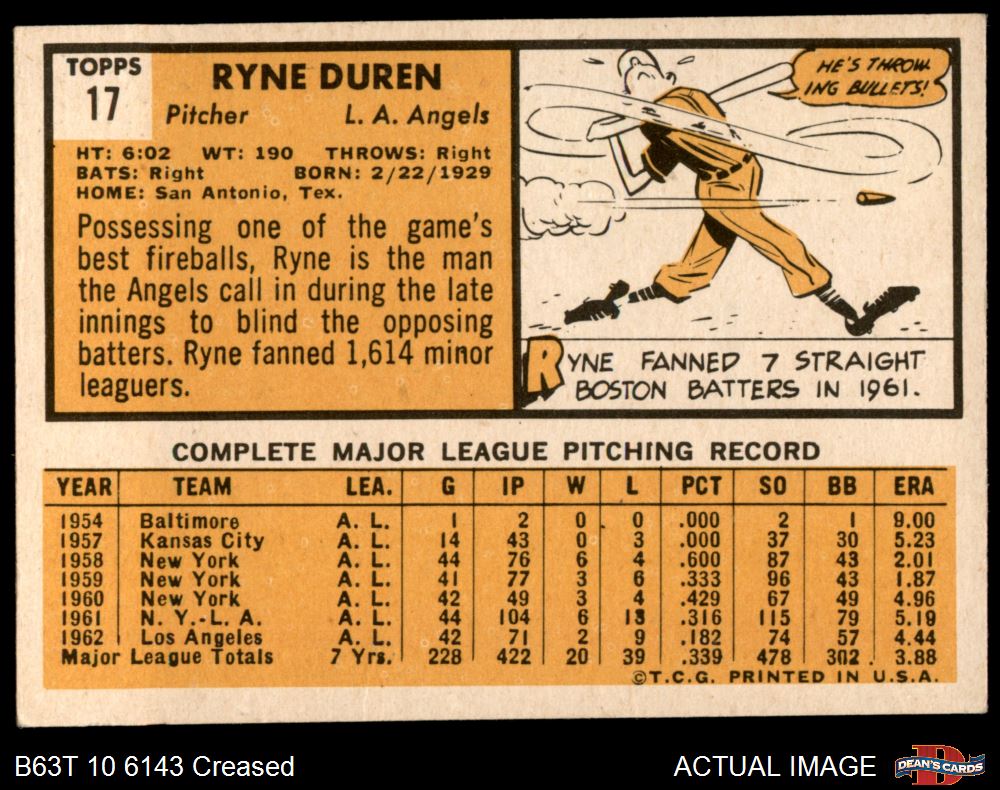 TOPPS
17
RYNE DUREN
Pitcher L. A. Angels
HT: 6:02 WT: 190 THROWS: Right
BATS: Right BORN: 2/22/1929
HOME: San Antonio, Tex.
Possessing one of the game's
best fireballs, Ryne is the man
the Angels call in during the late
innings to blind the opposing
batters. Ryne fanned 1,614 minor
leaguers.
HE'S THROW-
ING BULLETS!
RYNE FANNED 7 STRAIGHT
BOSTON BATTERS IN 1961.
COMPLETE MAJOR LEAGUE PITCHING RECORD
YEAR TEAM LEA. G IP W L PCT SO BB ERA
1954 Baltimore A. L. 1 2 0 0 .000 2 1 9.00
1957 Kansas City A. L. 14 43 0 3 .000 37 30 5.23
1958 New York A. L. 44 76 6 4 .600 87 43 2.01
1959 New York A. L. 41 77 3 6 .333 96 43 1.87
1960 New York A. L. 42 49 3 4 .429 67 49 4.96
1961 N. Y.-L. A. A. L. 44 104 6 13 .316 115 79 5.19
1962 Los Angeles A. L. 42 71 2 9 .182 74 57 4.44
Major League Totals 7 Yrs. 228 422 20 39 .339 478 302 3.88
©T.C.G. PRINTED IN U.S.A.
B63T 10 6143 Creased ACTUAL IMAGE
DEAN'S CARDS